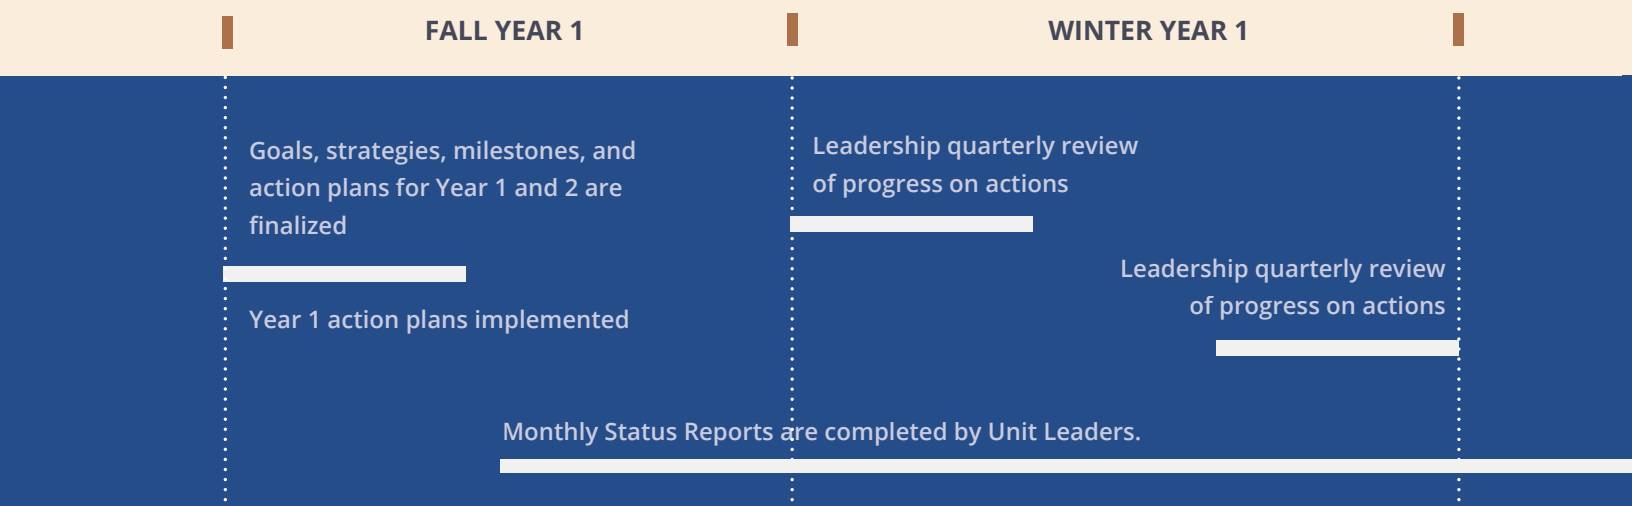 FALL YEAR 1
WINTER YEAR 1
Goals, strategies, milestones, and
action plans for Year 1 and 2 are
finalized
Year 1 action plans implemented
Leadership quarterly review
of progress on actions
Leadership quarterly review
of progress on actions
Monthly Status Reports are completed by Unit Leaders.